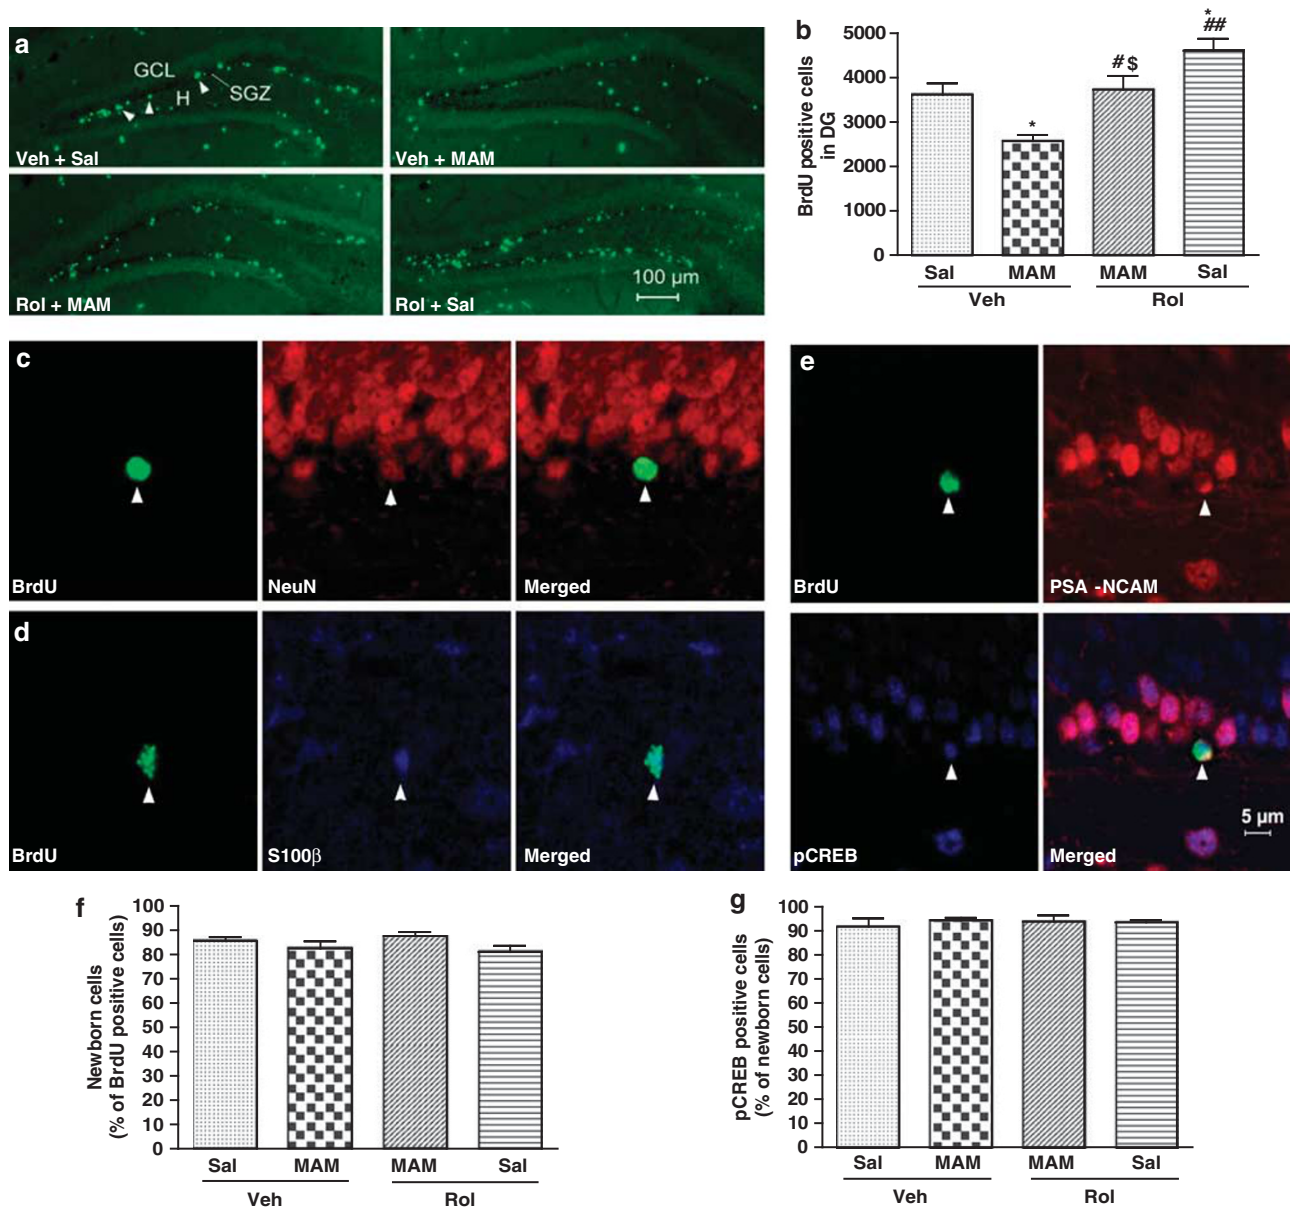 a
GCL
H
SGZ
Veh + Sal
Veh + MAM
Rol + MAM
Rol + Sal
100 µm
b
BrdU positive cells
in DG
5000
4000
3000
2000
1000
0
*
#$
*
##
Sal
MAM
MAM
Sal
Veh
Rol
c
BrdU
NeuN
Merged
d
BrdU
S100β
Merged
e
BrdU
PSA -NCAM
pCREB
Merged
5 µm
f
Newborn cells
(% of BrdU positive cells)
100
90
80
70
60
50
40
30
20
10
0
Sal
MAM
MAM
Sal
Veh
Rol
g
pCREB positive cells
(% of newborn cells)
100
90
80
70
60
50
40
30
20
10
0
Sal
MAM
MAM
Sal
Veh
Rol